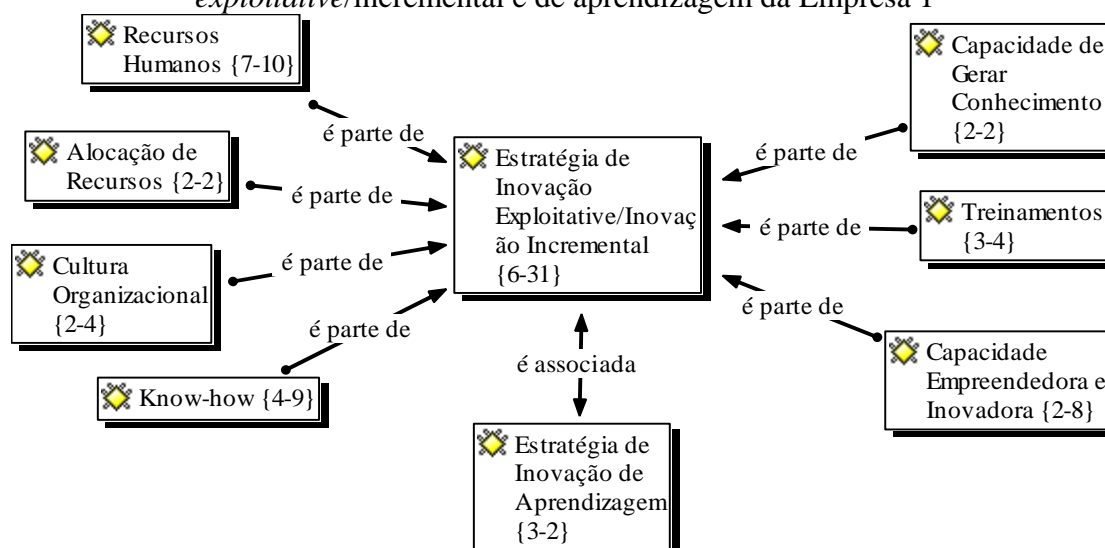 exploitative/incremental e de aprendizagem da Empresa 1
Recursos
Humanos {7-10}
é parte de
Alocação de
Recursos {2-2}
é parte de
Cultura
Organizacional
{2-4}
é parte de
Know-how {4-9}
é parte de
Estratégia de
Inovação
Exploitative/Inovaç
ão Incremental
{6-31}
é associada
Estratégia de
Inovação de
Aprendizagem
{3-2}
Capacidade de
Gerar
Conhecimento
{2-2}
é parte de
Treinamentos
{3-4}
é parte de
Capacidade
Empreendedora e
Inovadora {2-8}
é parte de